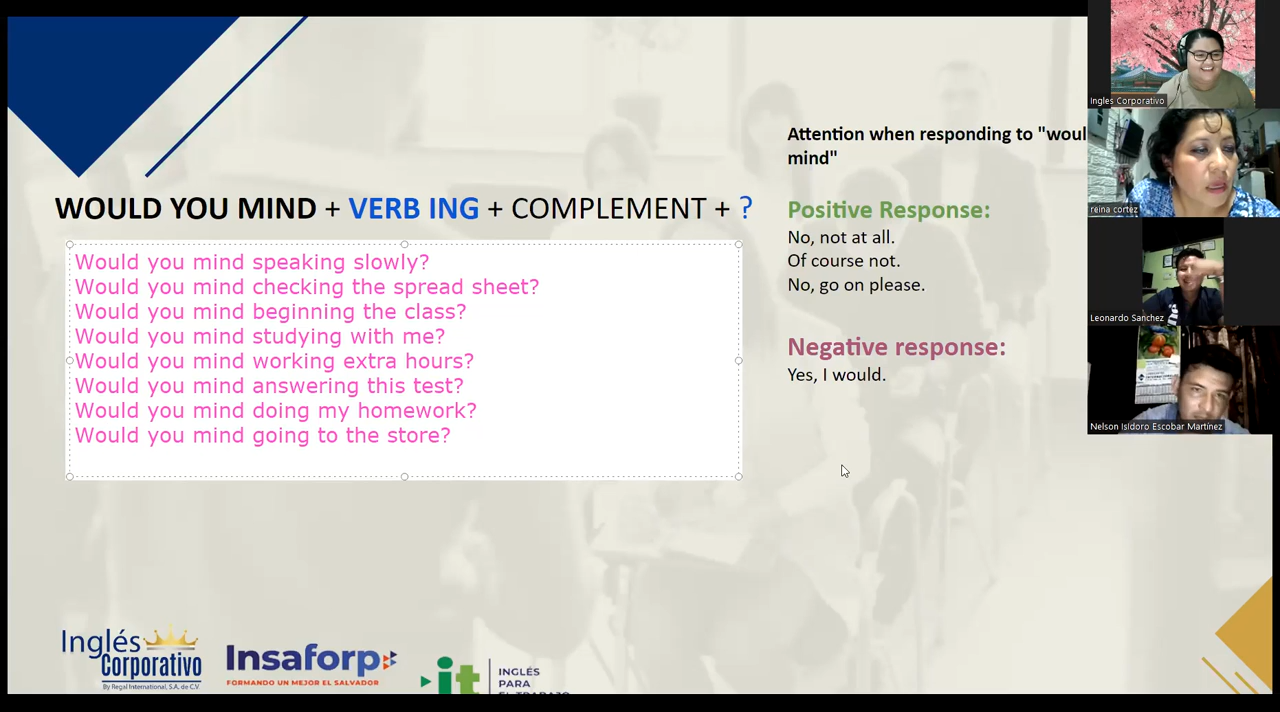 WOULD YOU MIND + VERB ING + COMPLEMENT + ?
Would you mind speaking slowly?
Would you mind checking the spread sheet?
Would you mind beginning the class?
Would you mind studying with me?
Would you mind working extra hours?
Would you mind answering this test?
Would you mind doing my homework?
Would you mind going to the store?
Attention when responding to "woul
mind"
Positive Response:
No, not at all.
Of course not.
No, go on please.
Negative response:
Yes, I would.
Ingles Corporativo
reina cortez
Leonardo Sanchez
Nelson Isidoro Escobar Martínez
Inglés
Corporativo
By Regal International, S.A. de C.V.
Insaforp
FORMANDO UN MEJOR EL SALVADOR
it
INGLÉS
PARA
EL TRABAJO